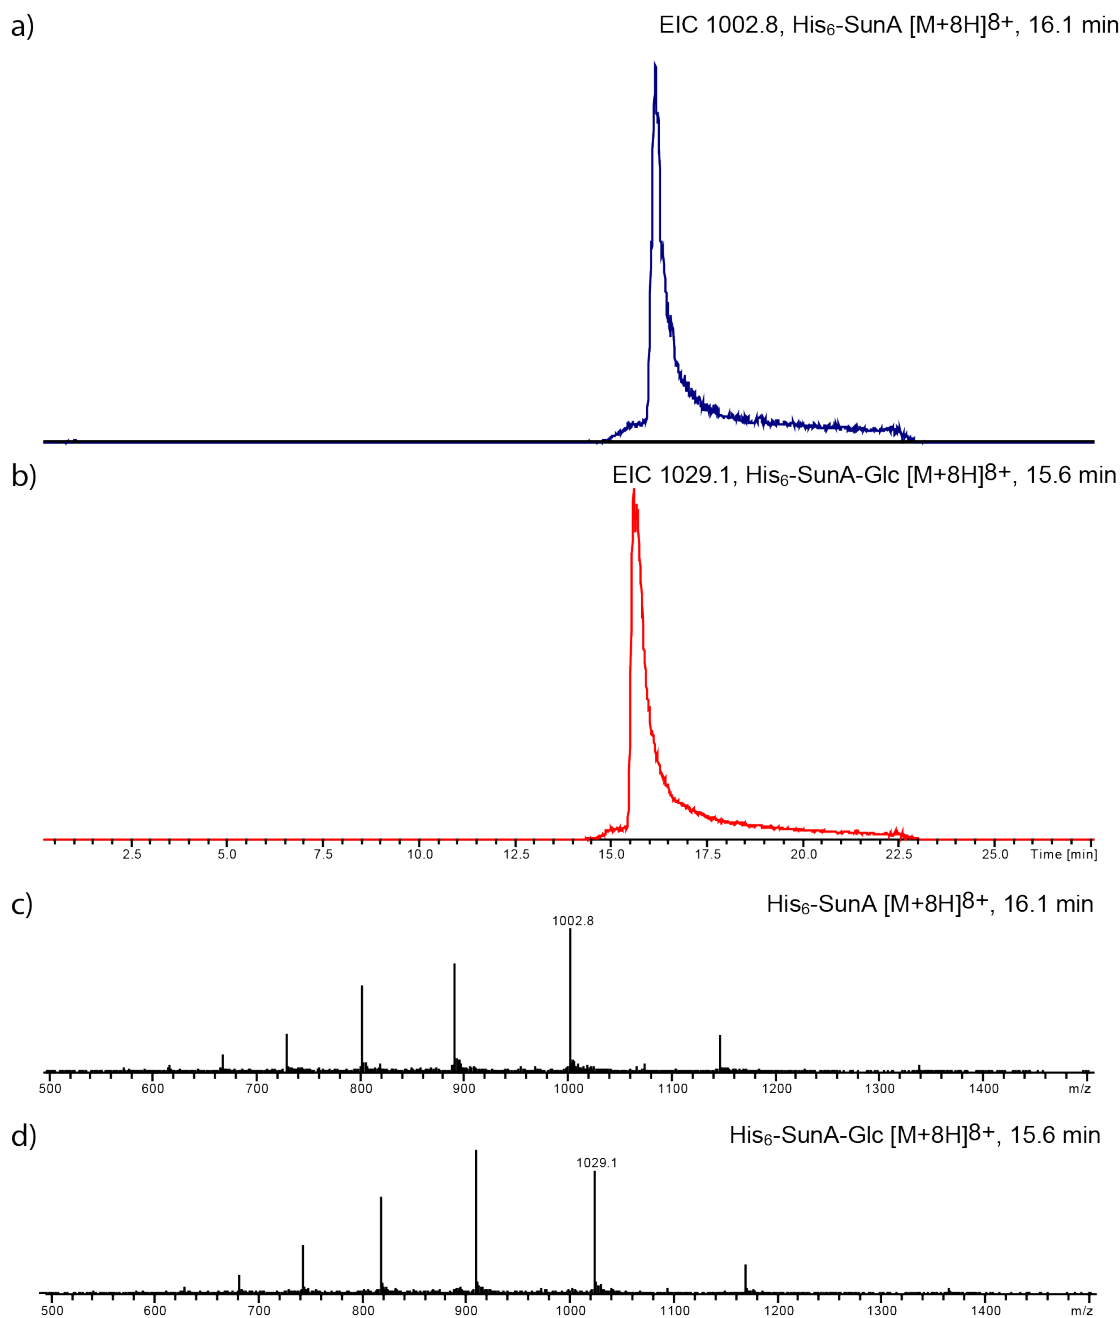 a)
EIC 1002.8, His₆-SunA [M+8H]⁸⁺, 16.1 min
b)
EIC 1029.1, His₆-SunA-Glc [M+8H]⁸⁺, 15.6 min
2.5 5.0 7.5 10.0 12.5 15.0 17.5 20.0 22.5 25.0 Time [min]
c)
His₆-SunA [M+8H]⁸⁺, 16.1 min
1002.8
500 600 700 800 900 1000 1100 1200 1300 1400 m/z
d)
His₆-SunA-Glc [M+8H]⁸⁺, 15.6 min
1029.1
500 600 700 800 900 1000 1100 1200 1300 1400 m/z